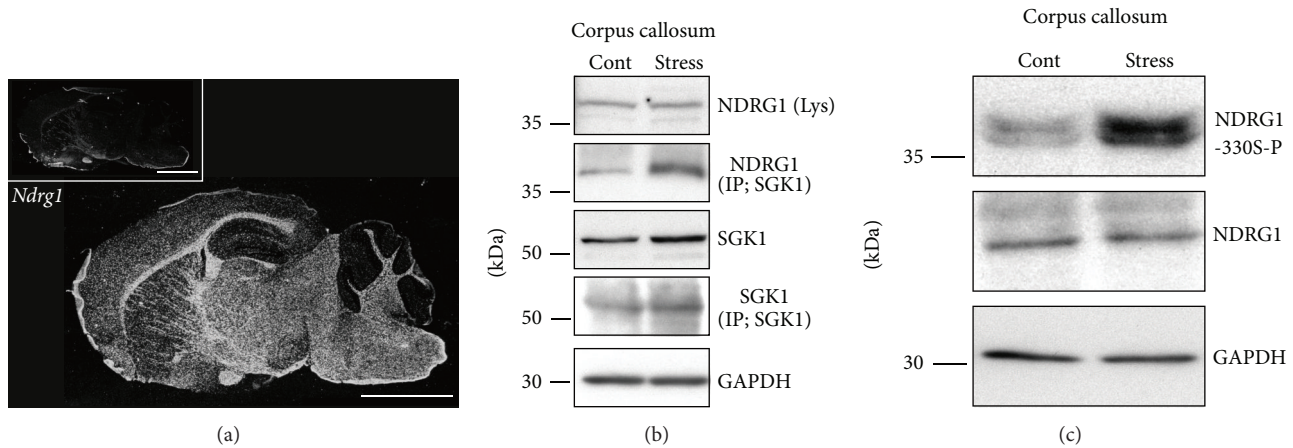 Ndrg1
(a)
Corpus callosum
Cont Stress
NDRG1 (Lys)
35
NDRG1
(IP; SGK1)
35
SGK1
50
SGK1
(IP; SGK1)
50
GAPDH
30
(kDa)
(b)
Corpus callosum
Cont Stress
NDRG1
-330S-P
35
NDRG1
GAPDH
30
(kDa)
(c)